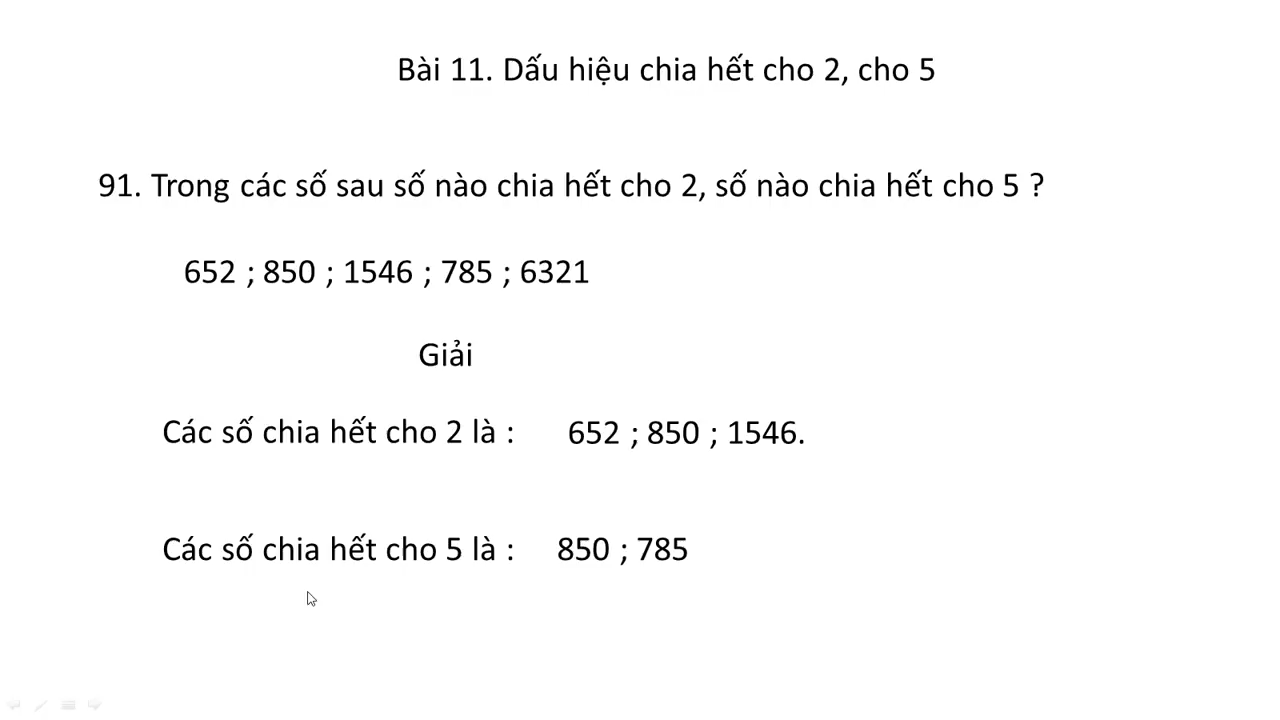 Bài 11. Dấu hiệu chia hết cho 2, cho 5
91. Trong các số sau số nào chia hết cho 2, số nào chia hết cho 5 ?
652 ; 850 ; 1546 ; 785 ; 6321
Giải
Các số chia hết cho 2 là : 652 ; 850 ; 1546.
Các số chia hết cho 5 là : 850 ; 785